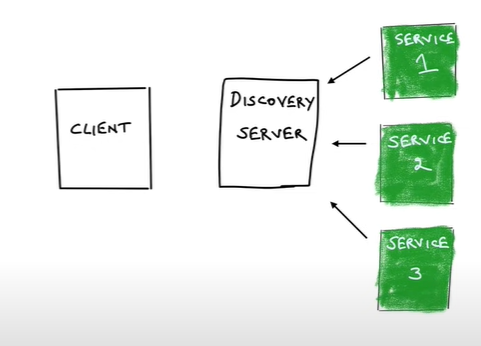 CLIENT
DISCOVERY
SERVER
SERVICE
1
SERVICE
2
SERVICE
3